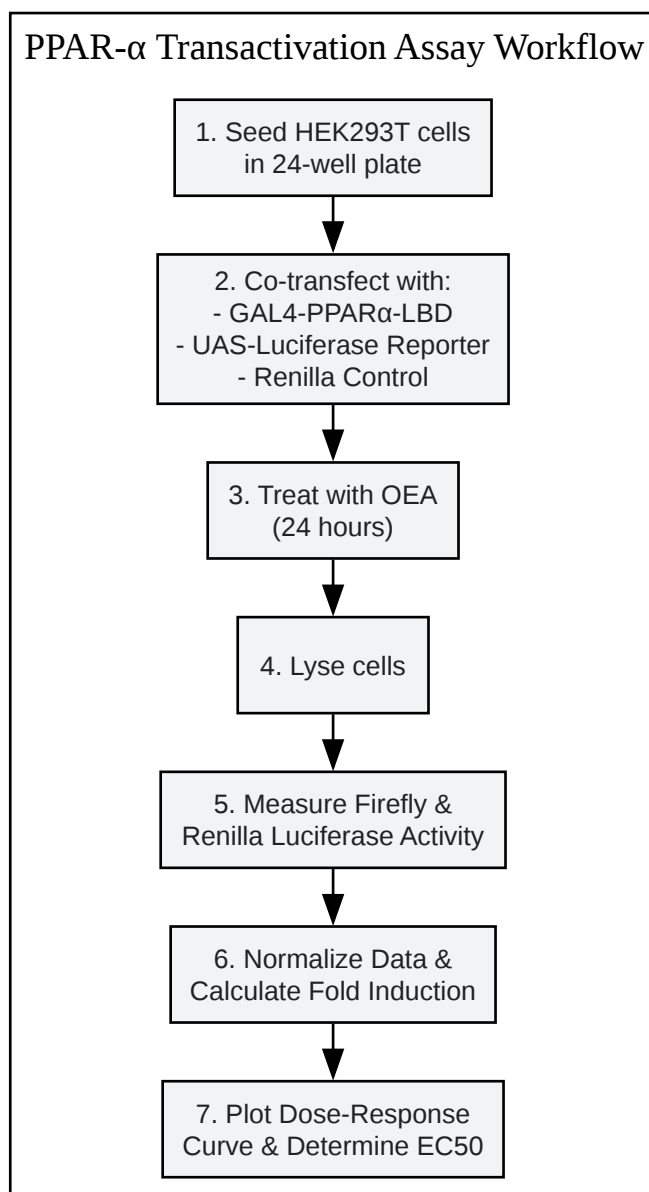 PPAR-α Transactivation Assay Workflow
1. Seed HEK293T cells
in 24-well plate
2. Co-transfect with:
- GAL4-PPARα-LBD
- UAS-Luciferase Reporter
- Renilla Control
3. Treat with OEA
(24 hours)
4. Lyse cells
5. Measure Firefly &
Renilla Luciferase Activity
6. Normalize Data &
Calculate Fold Induction
7. Plot Dose-Response
Curve & Determine EC50